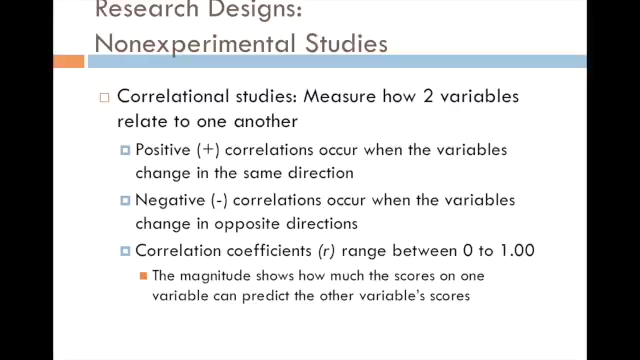 Research Designs:
Nonexperimental Studies
Correlational studies: Measure how 2 variables
relate to one another
Positive (+) correlations occur when the variables
change in the same direction
Negative (-) correlations occur when the variables
change in opposite directions
Correlation coefficients (r) range between 0 to 1.00
The magnitude shows how much the scores on one
variable can predict the other variable's scores